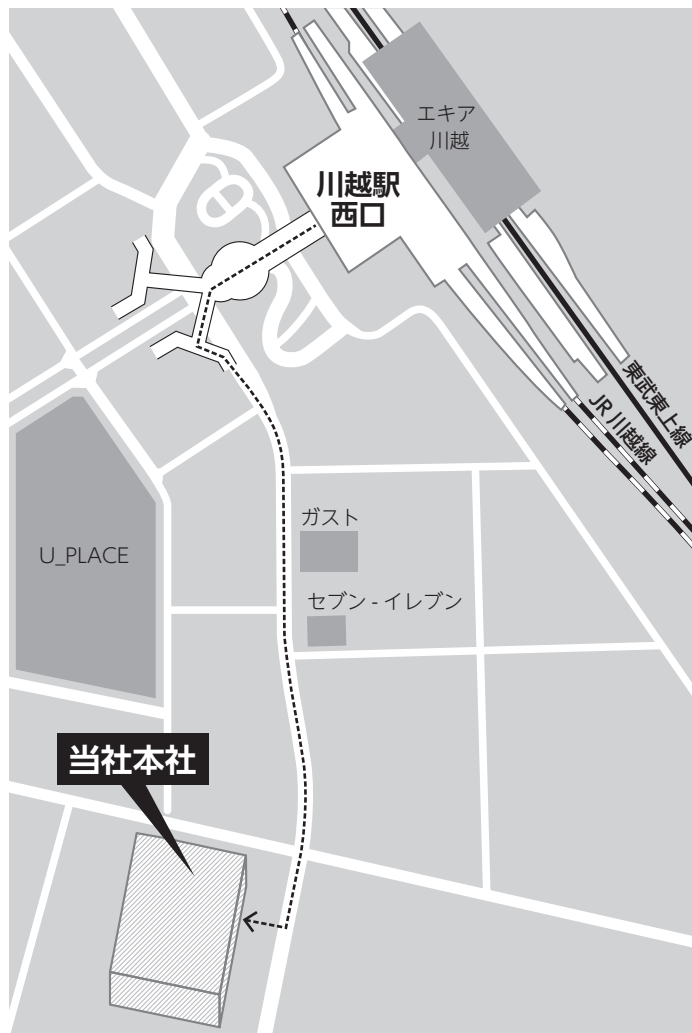 エキア
川越
川越駅
西口
東武東上線
JR 川越線
ガスト
U_PLACE
セブン - イレブン
当社本社